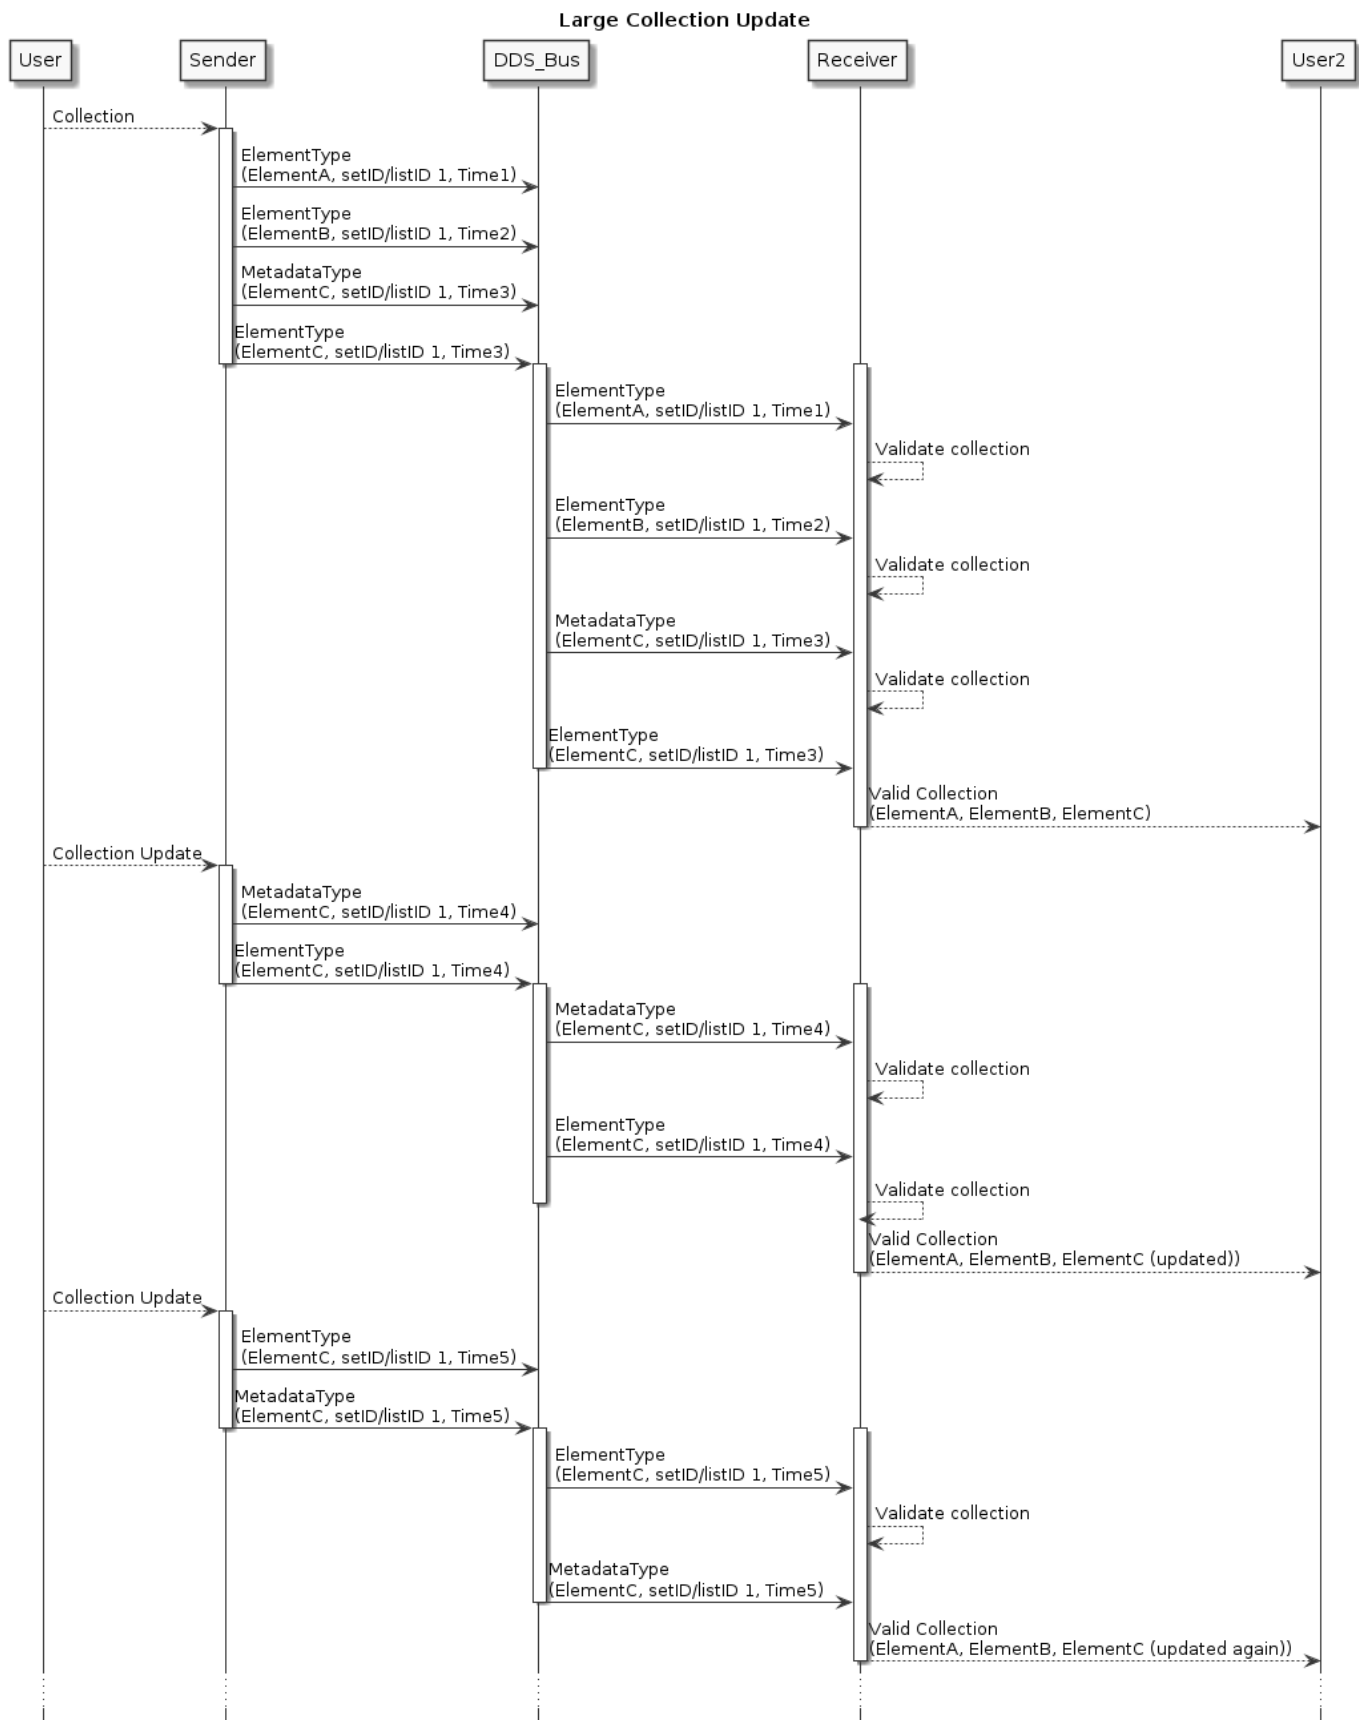 Large Collection Update
User
Sender
DDS_Bus
Receiver
User2
Collection
ElementType
(ElementA, setID/listID 1, Time1)
ElementType
(ElementB, setID/listID 1, Time2)
MetadataType
(ElementC, setID/listID 1, Time3)
ElementType
(ElementC, setID/listID 1, Time3)
ElementType
(ElementA, setID/listID 1, Time1)
Validate collection
ElementType
(ElementB, setID/listID 1, Time2)
Validate collection
MetadataType
(ElementC, setID/listID 1, Time3)
Validate collection
ElementType
(ElementC, setID/listID 1, Time3)
Valid Collection
(ElementA, ElementB, ElementC)
Collection Update
MetadataType
(ElementC, setID/listID 1, Time4)
ElementType
(ElementC, setID/listID 1, Time4)
MetadataType
(ElementC, setID/listID 1, Time4)
Validate collection
ElementType
(ElementC, setID/listID 1, Time4)
Validate collection
Valid Collection
(ElementA, ElementB, ElementC (updated))
Collection Update
ElementType
(ElementC, setID/listID 1, Time5)
MetadataType
(ElementC, setID/listID 1, Time5)
ElementType
(ElementC, setID/listID 1, Time5)
Validate collection
MetadataType
(ElementC, setID/listID 1, Time5)
Valid Collection
(ElementA, ElementB, ElementC (updated again))